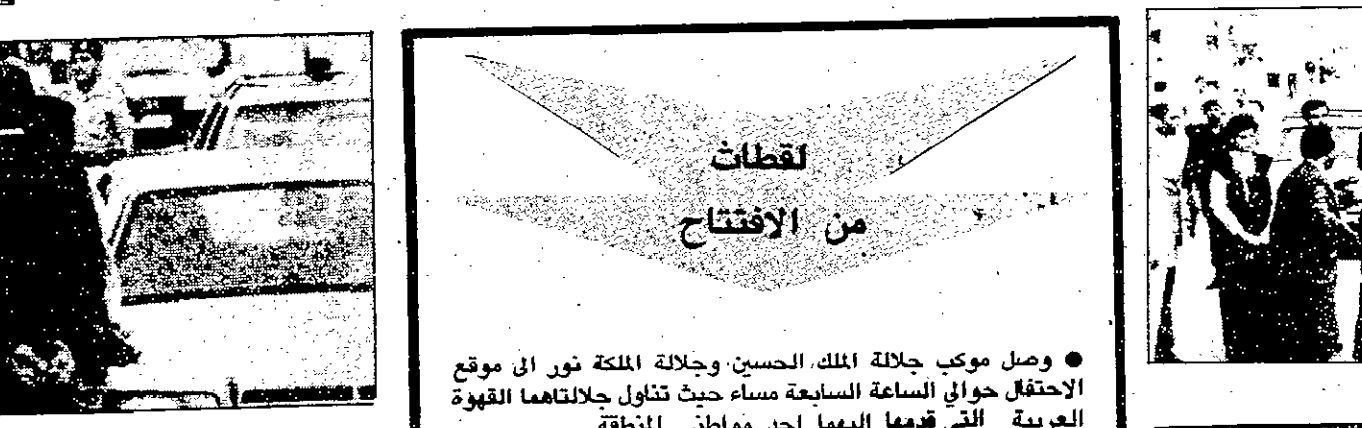 لقطات
من الافتتاح
● وصل موكب جلالة الملك الحسين وجلالة الملكة نور الى موقع
الاحتفال حوالي الساعة السابعة مساء حيث تناول جلالتاهما القهوة
العربية التي قدمها اليهما احد مواطني المنطقة